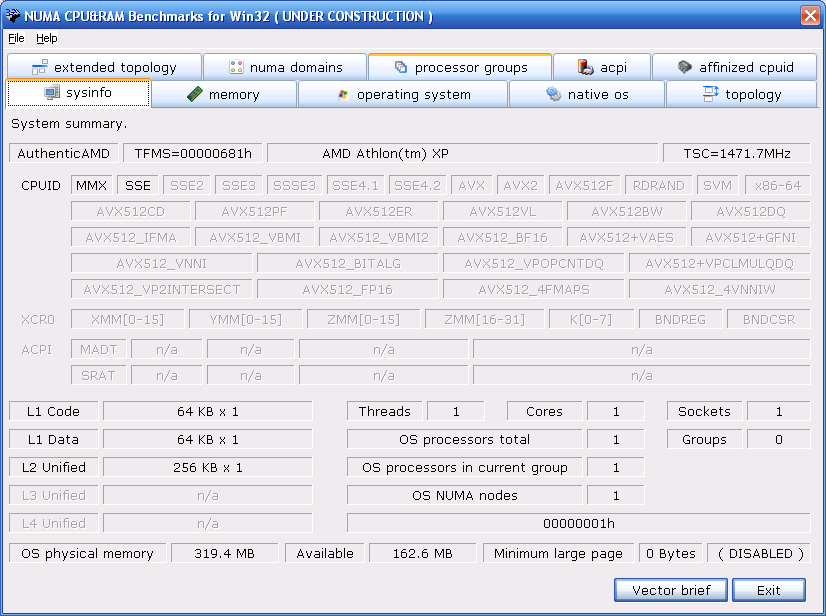 NUMA CPU&RAM Benchmarks for Win32 ( UNDER CONSTRUCTION )
File Help
extended topology numa domains processor groups acpi affinized cpuid
sysinfo memory operating system native os topology
System summary.
AuthenticAMD TFMS=00000681h AMD Athlon(tm) XP TSC=1471.7MHz
CPUID MMX SSE SSE2 SSE3 SSSE3 SSE4.1 SSE4.2 AVX AVX2 AVX512F RDRAND SVM x86-64
AVX512CD AVX512PF AVX512ER AVX512VL AVX512BW AVX512DQ
AVX512_IFMA AVX512_VBMI AVX512_VBMI2 AVX512_BF16 AVX512+VAES AVX512+GFNI
AVX512_VNNI AVX512_BITALG AVX512_VPOPCNTDQ AVX512+VPCLMULQDQ
AVX512_VP2INTERSECT AVX512_FP16 AVX512_4FMAPS AVX512_4VNNIW
XCR0 XMM[0-15] YMM[0-15] ZMM[0-15] ZMM[16-31] K[0-7] BNDREG BNDCSR
ACPI MADT n/a n/a n/a n/a
SRAT n/a n/a n/a n/a
L1 Code 64 KB x 1 Threads 1 Cores 1 Sockets 1
L1 Data 64 KB x 1 OS processors total 1 Groups 0
L2 Unified 256 KB x 1 OS processors in current group 1
L3 Unified n/a OS NUMA nodes 1
L4 Unified n/a 00000001h
OS physical memory 319.4 MB Available 162.6 MB Minimum large page 0 Bytes ( DISABLED )
Vector brief Exit